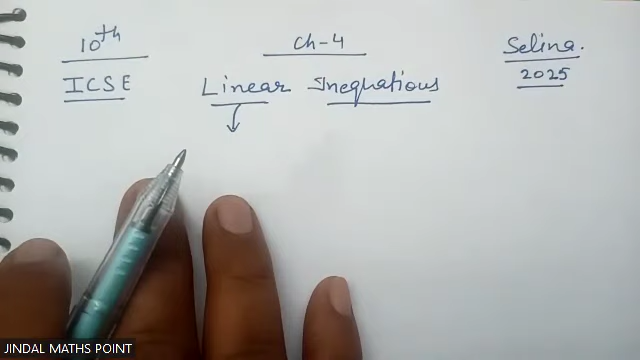 10th Ch-4 Selina.
ICSE Linear Inequations 2025
JINDAL MATHS POINT